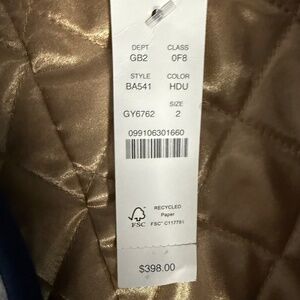 DEPT CLASS
GB2 0F8
STYLE COLOR
BA541 HDU
SIZE
GY6762 2
099106301660
RECYCLED
Paper
FSC FSC® C117781
$398.00